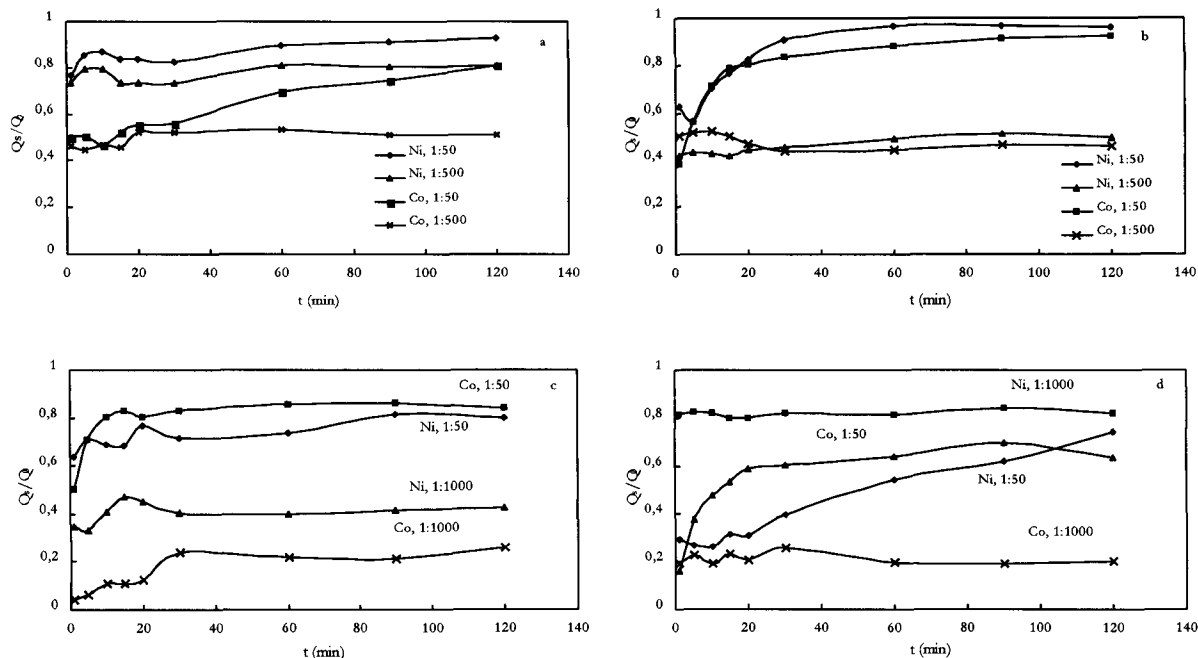 1
0,8
0,6
0,4
0,2
0
Qs/Q
a
Ni, 1:50
Ni, 1:500
Co, 1:50
Co, 1:500
0 20 40 60 80 100 120 140
t (min)
1
0,8
0,6
0,4
0,2
0
Qs/Q
b
Ni, 1:50
Ni, 1:500
Co, 1:50
Co, 1:500
0 20 40 60 80 100 120 140
t (min)
1
0,8
0,6
0,4
0,2
0
Qs/Q
Co, 1:50
c
Ni, 1:50
Ni, 1:1000
Co, 1:1000
0 20 40 60 80 100 120 140
t (min)
1
0,8
0,6
0,4
0,2
0
Qs/Q
Ni, 1:1000
d
Co, 1:50
Ni, 1:50
Co, 1:1000
0 20 40 60 80 100 120 140
t (min)